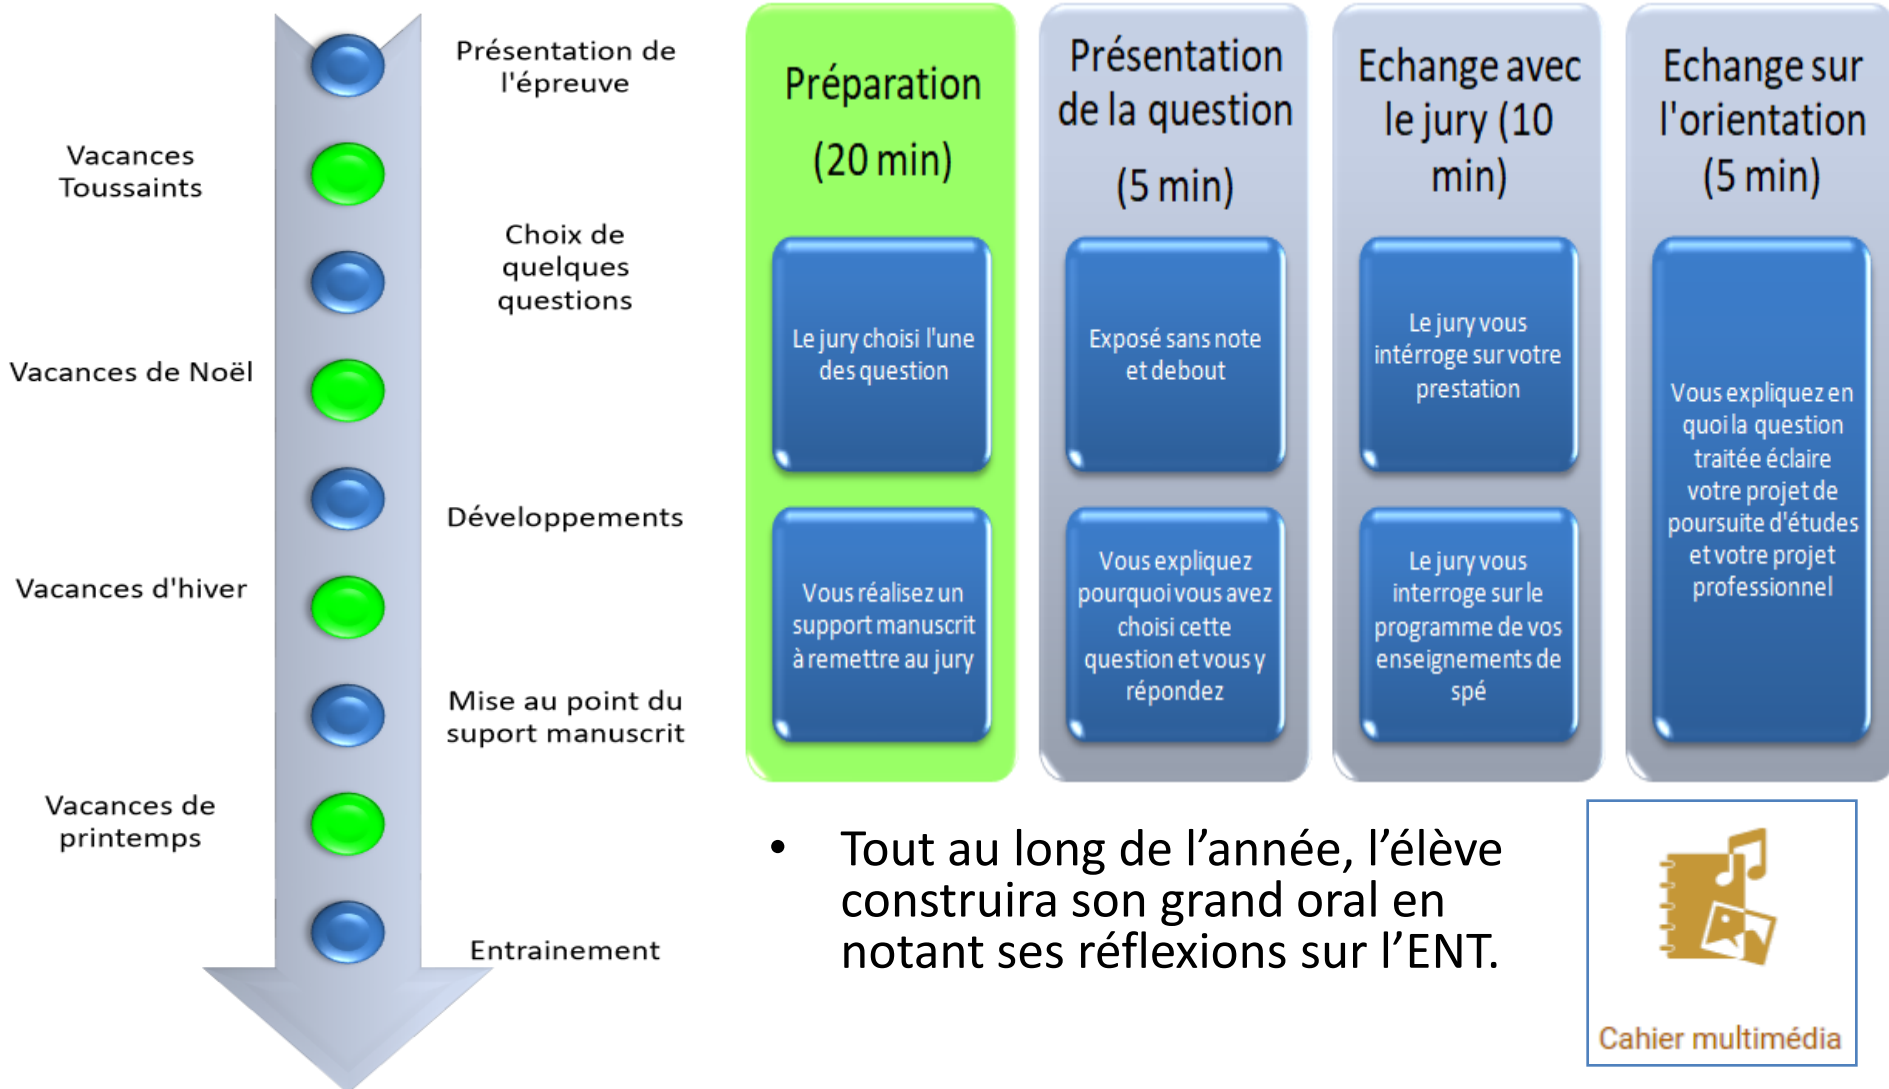 Présentation de
l'épreuve
Vacances
Toussaints
Choix de
quelques
questions
Vacances de Noël
Développements
Vacances d'hiver
Mise au point du
suport manuscrit
Vacances de
printemps
Entrainement
Préparation
(20 min)
Le jury choisi l'une
des question
Vous réalisez un
support manuscrit
à remettre au jury
Présentation
de la question
(5 min)
Exposé sans note
et debout
Vous expliquez
pourquoi vous avez
choisi cette
question et vous y
répondez
Echange avec
le jury (10
min)
Le jury vous
intérroge sur votre
prestation
Le jury vous
interroge sur le
programme de vos
enseignements de
spé
Echange sur
l'orientation
(5 min)
Vous expliquez en
quoi la question
traitée éclaire
votre projet de
poursuite d'études
et votre projet
professionnel
• Tout au long de l’année, l’élève
construira son grand oral en
notant ses réflexions sur l’ENT.
Cahier multimédia